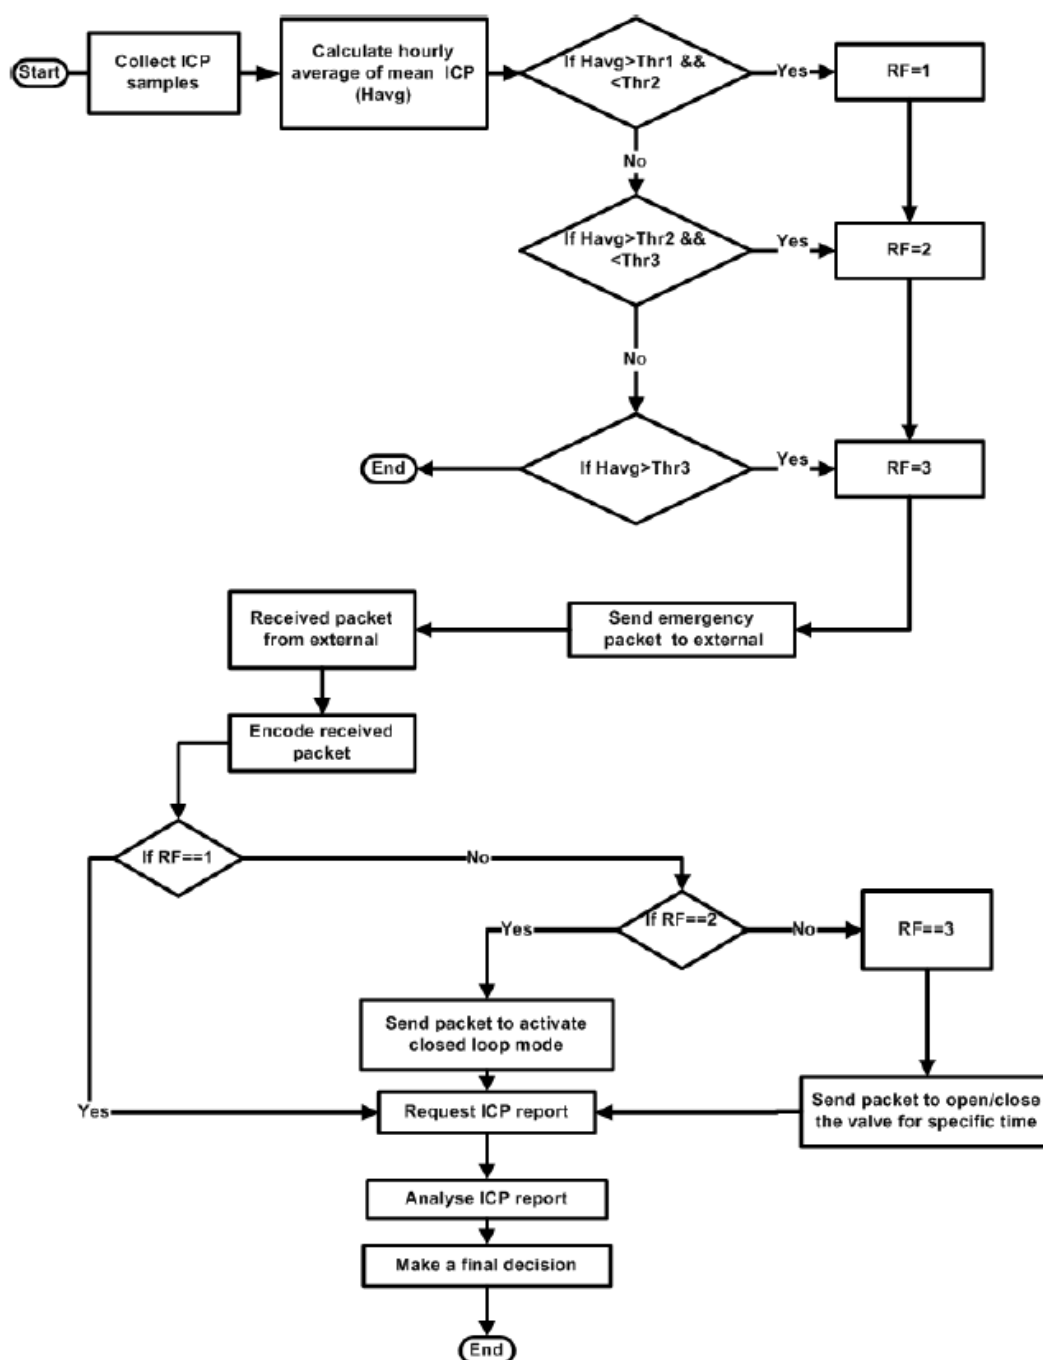 Start
Collect ICP
samples
Calculate hourly
average of mean ICP
(Havg)
If Havg>Thr1 &&
<Thr2
Yes
RF=1
No
If Havg>Thr2 &&
<Thr3
Yes
RF=2
No
If Havg>Thr3
Yes
RF=3
End
Send emergency
packet to external
Received packet
from external
Encode received
packet
If RF==1
No
If RF==2
Yes
No
RF==3
Send packet to activate
closed loop mode
Send packet to open/close
the valve for specific time
Yes
Request ICP report
Analyse ICP report
Make a final decision
End